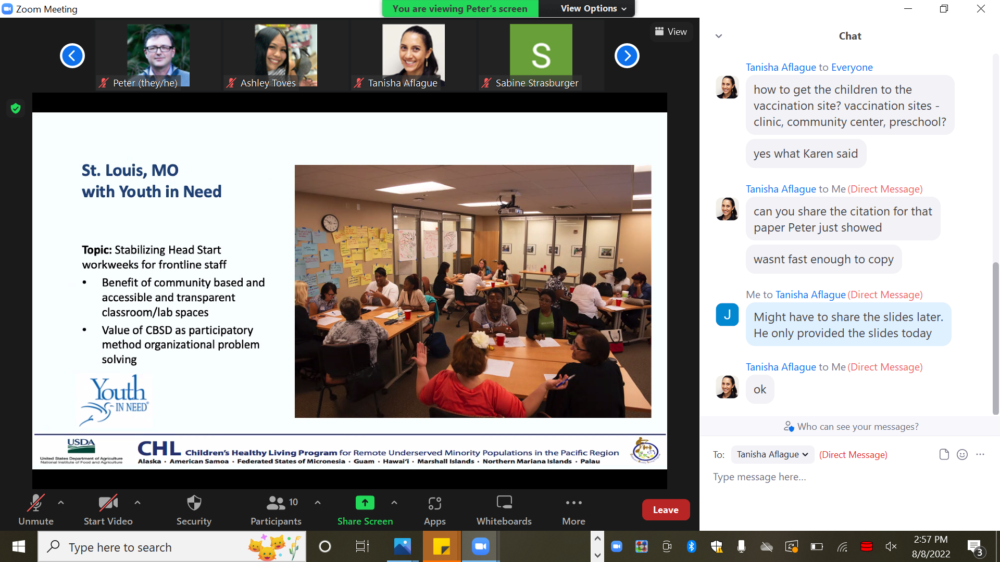 Zoom Meeting
You are viewing Peter's screen
View Options
View
Peter (they/he)
Ashley Toves
Tanisha Aflague
S
Sabine Strasburger
St. Louis, MO
with Youth in Need
Topic: Stabilizing Head Start
workweeks for frontline staff
• Benefit of community based and
accessible and transparent
classroom/lab spaces
• Value of CBSD as participatory
method organizational problem
solving
Youth
IN NEED®
USDA
United States Department of Agriculture
National Institute of Food and Agriculture
CHL Children's Healthy Living Program for Remote Underserved Minority Populations in the Pacific Region
Alaska · American Samoa · Federated States of Micronesia · Guam · Hawai‘i · Marshall Islands · Northern Mariana Islands · Palau
Unmute
Start Video
Security
10
Participants
Share Screen
Apps
Whiteboards
More
Leave
Chat
Tanisha Aflague to Everyone
how to get the children to the
vaccination site? vaccination sites -
clinic, community center, preschool?
yes what Karen said
Tanisha Aflague to Me (Direct Message)
can you share the citation for that
paper Peter just showed
wasnt fast enough to copy
Me to Tanisha Aflague (Direct Message)
J
Might have to share the slides later.
He only provided the slides today
Tanisha Aflague to Me (Direct Message)
ok
Who can see your messages?
To: Tanisha Aflague (Direct Message)
Type message here...
Type here to search
2:57 PM
8/8/2022
3